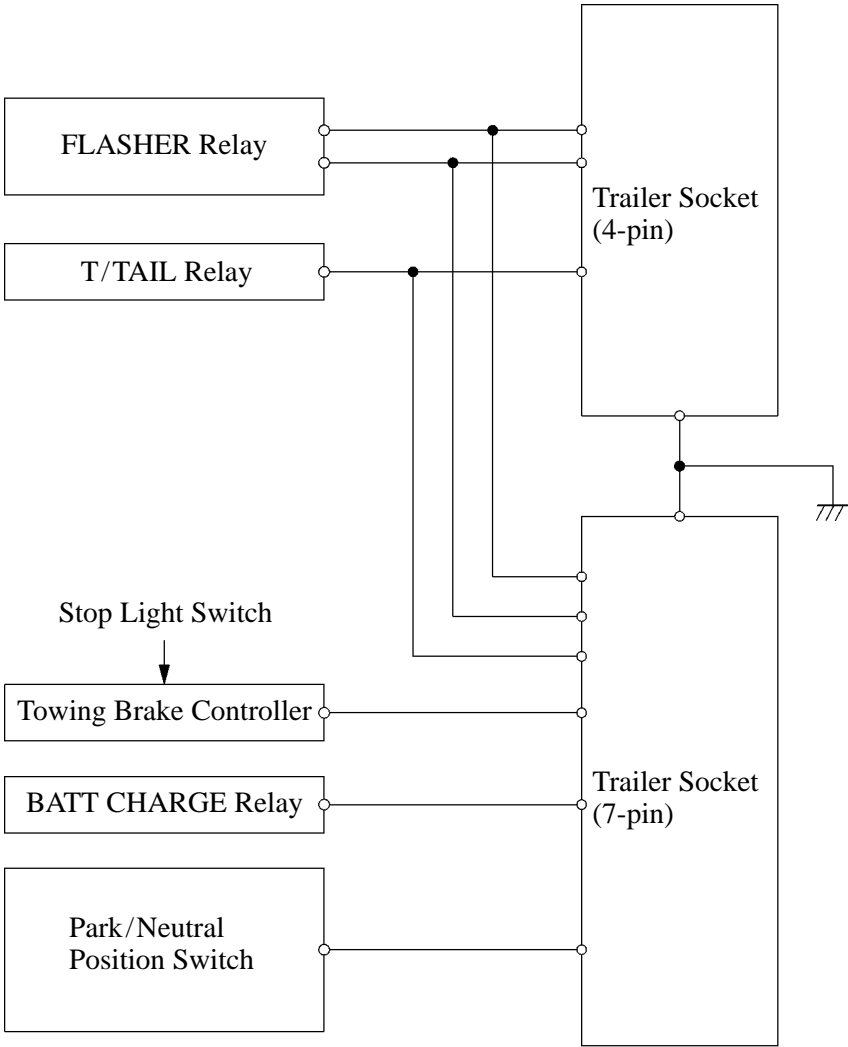 FLASHER Relay
T/TAIL Relay
Trailer Socket
(4-pin)
Stop Light Switch
Towing Brake Controller
BATT CHARGE Relay
Park/Neutral
Position Switch
Trailer Socket
(7-pin)